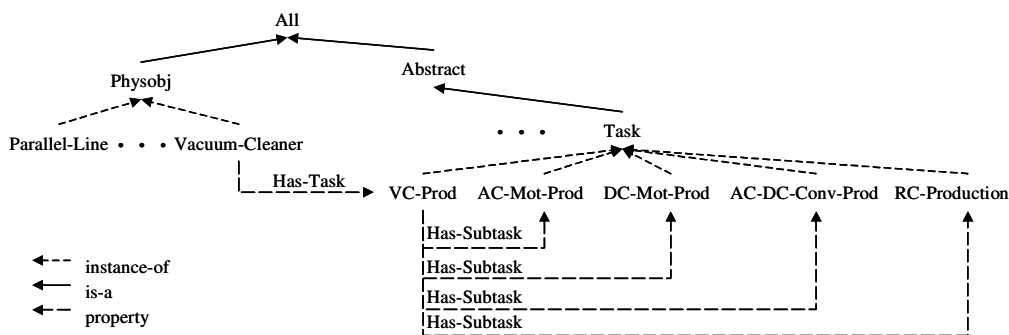 All
Abstract
Physobj
Parallel-Line • • • Vacuum-Cleaner
• • • Task
Has-Task
VC-Prod AC-Mot-Prod DC-Mot-Prod AC-DC-Conv-Prod RC-Production
Has-Subtask
Has-Subtask
Has-Subtask
Has-Subtask
instance-of
is-a
property